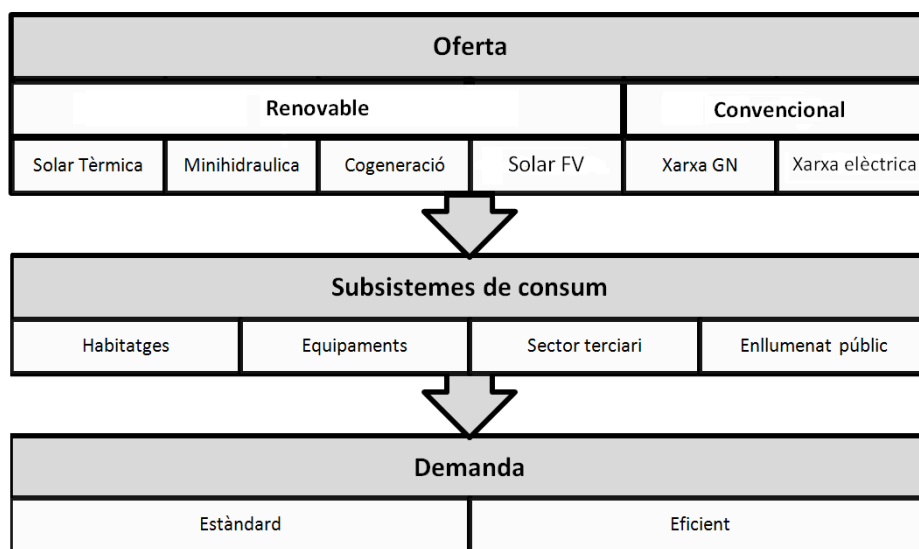 Oferta
Renovable Convencional
Solar Tèrmica Minihidraulica Cogeneració Solar FV Xarxa GN Xarxa elèctrica
Subsistemes de consum
Habitatges Equipaments Sector terciari Enllumenat públic
Demanda
Estàndard Eficient